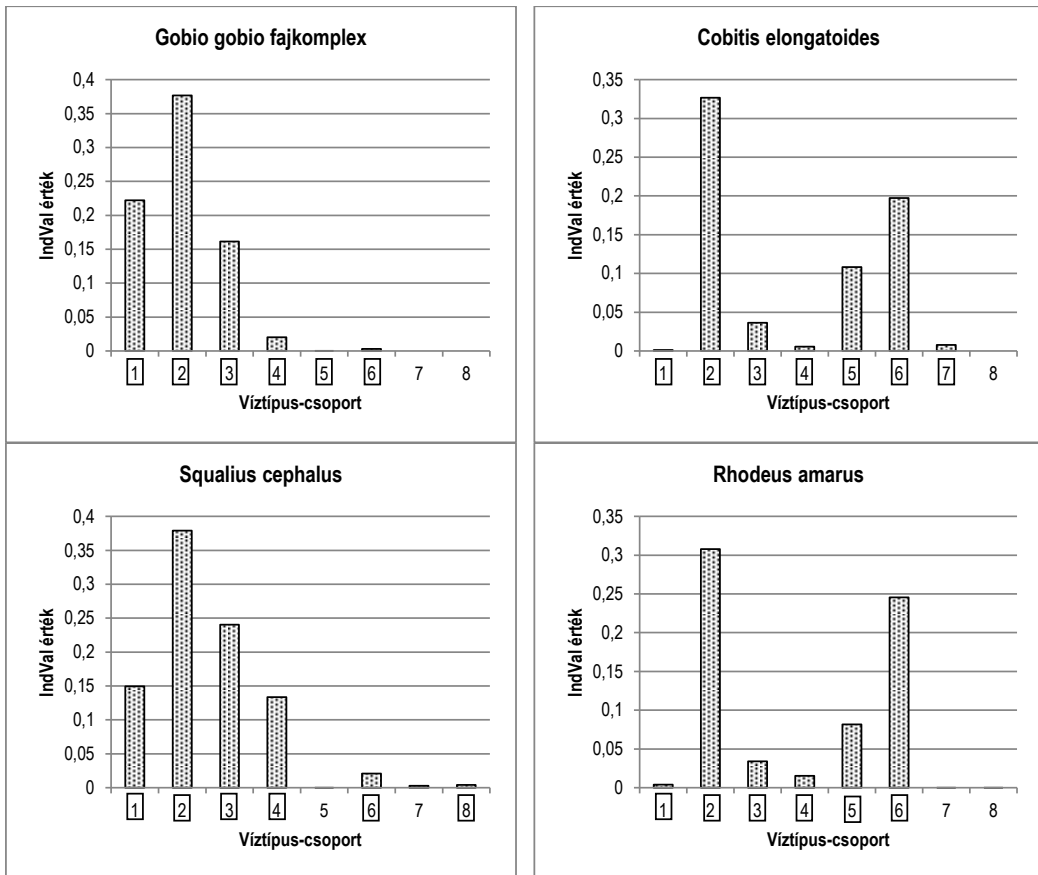 Gobio gobio fajkomplex
0,4
0,35
0,3
0,25
0,2
0,15
0,1
0,05
0
IndVal érték
1 2 3 4 5 6 7 8
Víztípus-csoport
Cobitis elongatoides
0,35
0,3
0,25
0,2
0,15
0,1
0,05
0
IndVal érték
1 2 3 4 5 6 7 8
Víztípus-csoport
Squalius cephalus
0,4
0,35
0,3
0,25
0,2
0,15
0,1
0,05
0
IndVal érték
1 2 3 4 5 6 7 8
Víztípus-csoport
Rhodeus amarus
0,35
0,3
0,25
0,2
0,15
0,1
0,05
0
IndVal érték
1 2 3 4 5 6 7 8
Víztípus-csoport